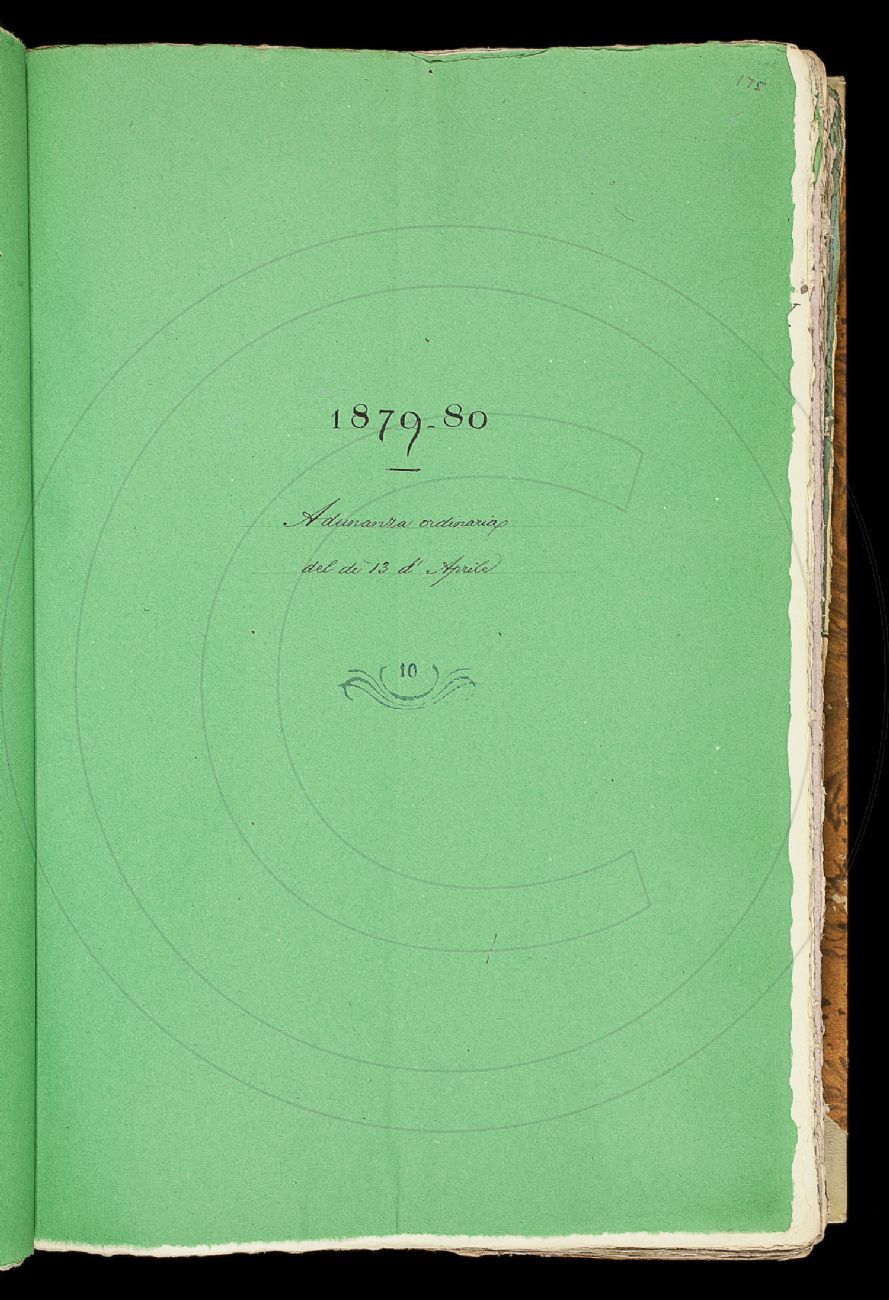 175
1879-80
Adunanza ordinaria
del dì 13 d' Aprile
10